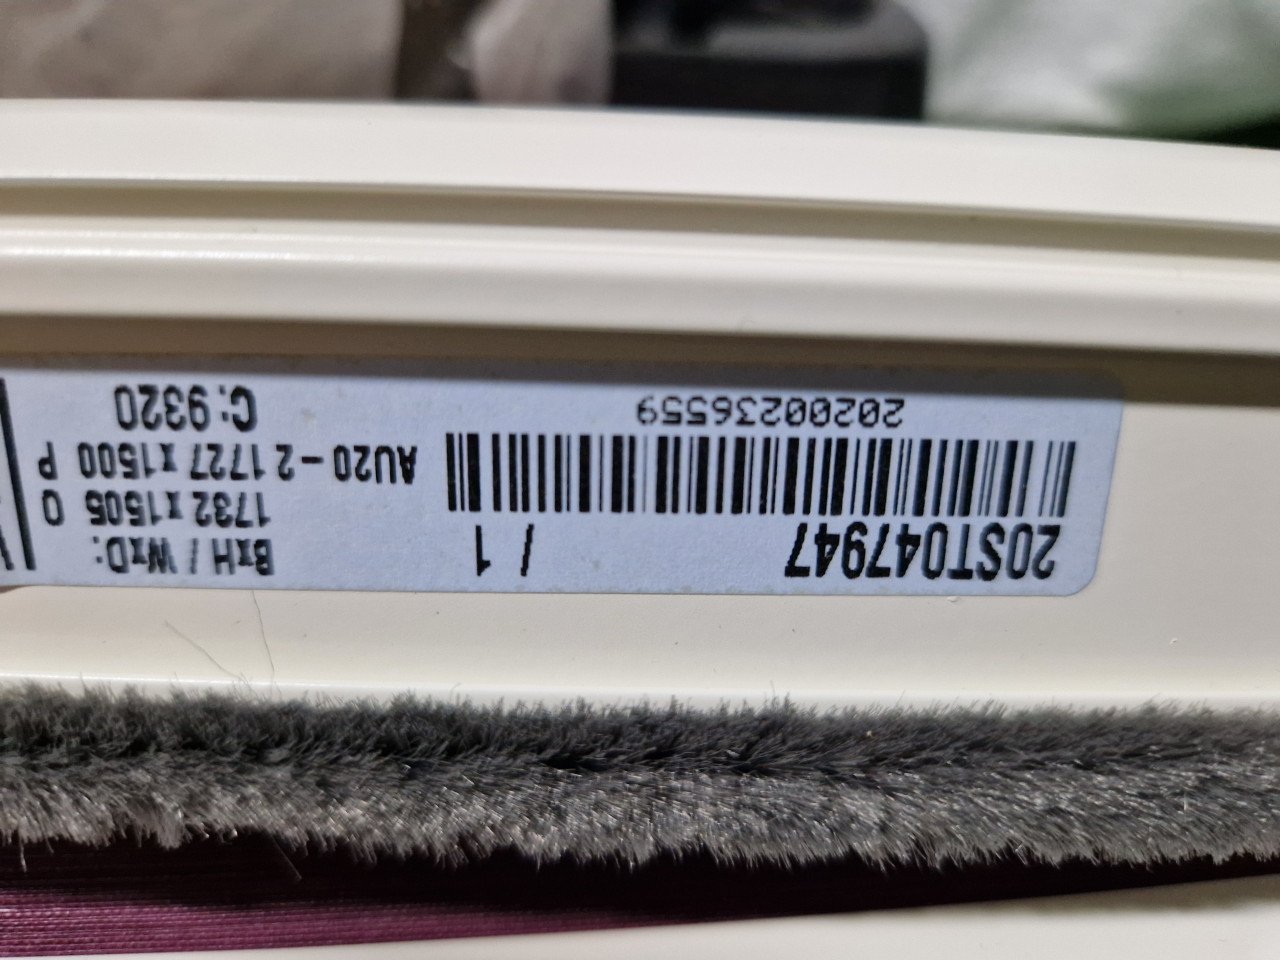 20ST047947 / 1
20200236559
BxH / WxD:
1732 x1505 O
AU20 - 2 1727 x1500 P
C: 9320